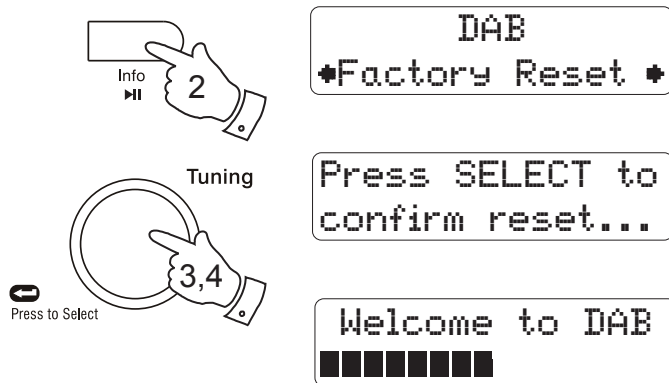 Info
2
Tuning
3,4
Press to Select
DAB
Factory Reset
Press SELECT to
confirm reset...
Welcome to DAB